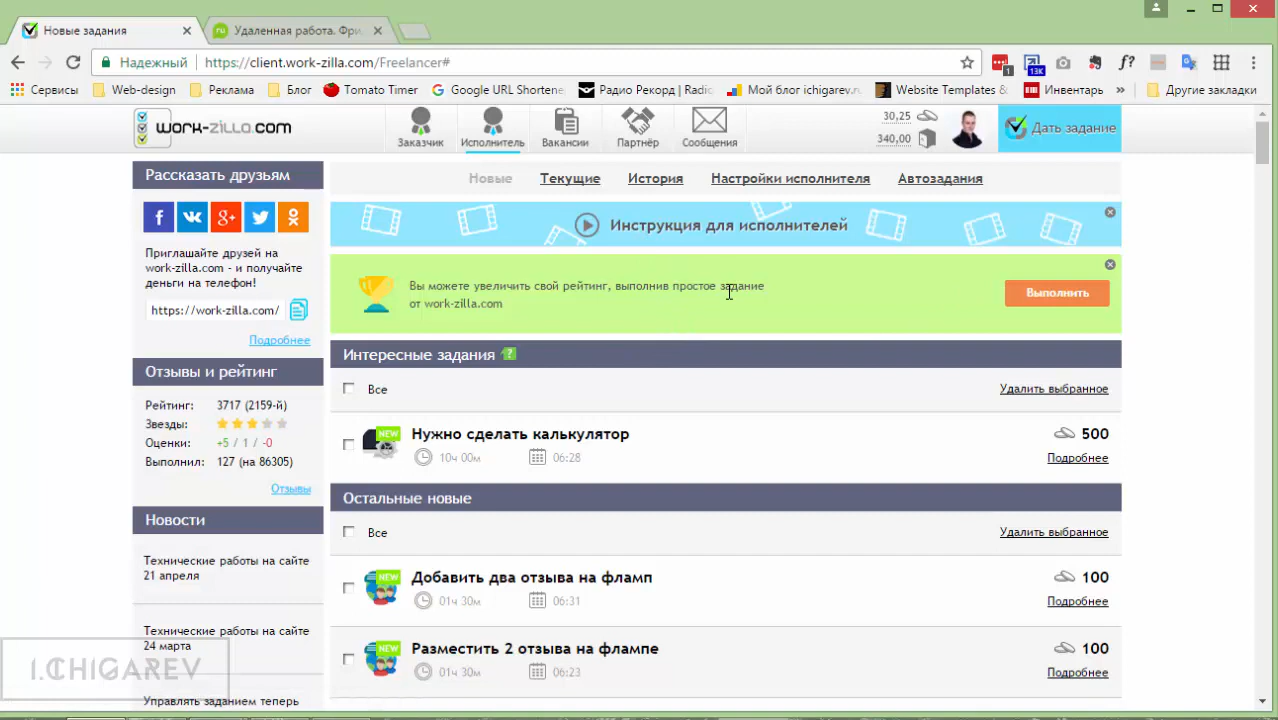 Новые задания
Удаленная работа. Фри
Надежный
https://client.work-zilla.com/Freelancer#
1
13K
f?
Сервисы
Web-design
Реклама
Блог
Tomato Timer
Google URL Shortene
Радио Рекорд | Radio
Мой блог ichigarev.ru
Website Templates &
Инвентарь
»
Другие закладки
work-zilla.com
Заказчик
Исполнитель
Вакансии
Партнёр
Сообщения
30,25
340,00
Дать задание
Рассказать друзьям
Приглашайте друзей на
work-zilla.com - и получайте
деньги на телефон!
https://work-zilla.com/
Подробнее
Отзывы и рейтинг
Рейтинг: 3717 (2159-й)
Звезды:
Оценки: +5 / 1 / -0
Выполнил: 127 (на 86305)
Отзывы
Новости
Технические работы на сайте
21 апреля
Технические работы на сайте
24 марта
Управлять заданием теперь
Новые
Текущие
История
Настройки исполнителя
Автозадания
Инструкция для исполнителей
Вы можете увеличить свой рейтинг, выполнив простое задание
от work-zilla.com
Выполнить
Интересные задания ?
Все
Удалить выбранное
NEW
Нужно сделать калькулятор
500
10ч 00м
06:28
Подробнее
Остальные новые
Все
Удалить выбранное
NEW
Добавить два отзыва на фламп
100
01ч 30м
06:31
Подробнее
NEW
Разместить 2 отзыва на флампе
100
01ч 30м
06:23
Подробнее
I.CHIGAREV